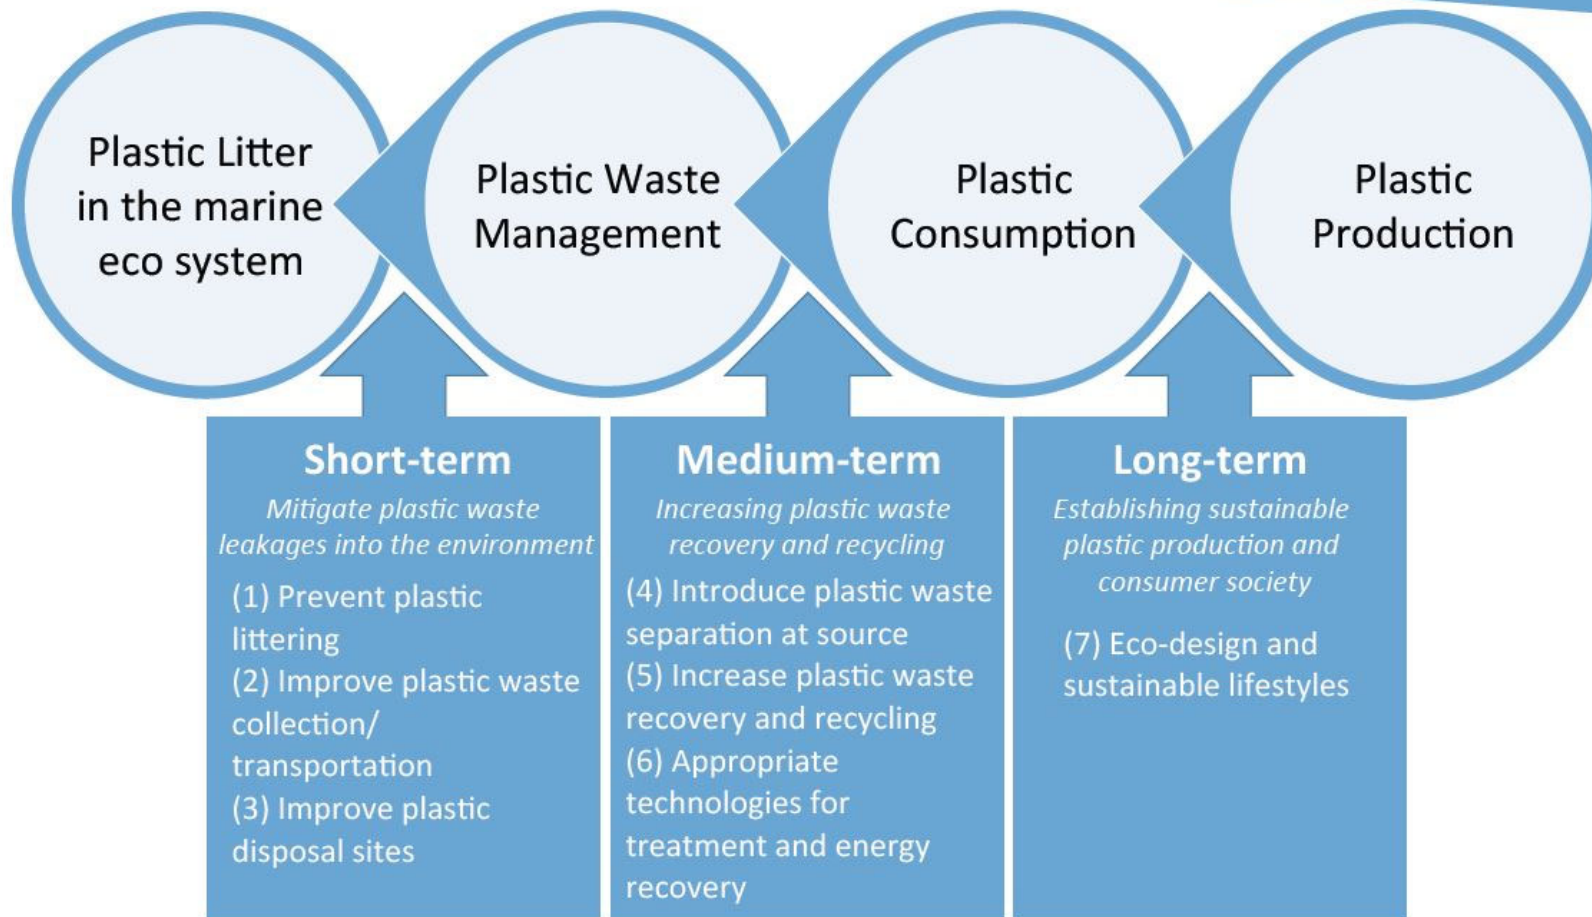 Plastic Litter
in the marine
eco system
Plastic Waste
Management
Plastic
Consumption
Plastic
Production
Short-term
Mitigate plastic waste
leakages into the environment
(1) Prevent plastic
littering
(2) Improve plastic waste
collection/
transportation
(3) Improve plastic
disposal sites
Medium-term
Increasing plastic waste
recovery and recycling
(4) Introduce plastic waste
separation at source
(5) Increase plastic waste
recovery and recycling
(6) Appropriate
technologies for
treatment and energy
recovery
Long-term
Establishing sustainable
plastic production and
consumer society
(7) Eco-design and
sustainable lifestyles